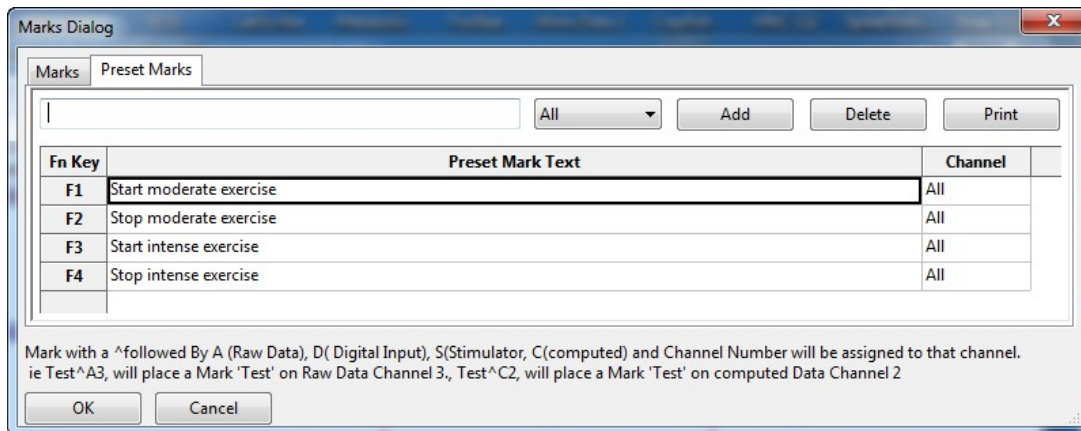 Marks Dialog
Marks Preset Marks
All Add Delete Print
Fn Key Preset Mark Text Channel
F1 Start moderate exercise All
F2 Stop moderate exercise All
F3 Start intense exercise All
F4 Stop intense exercise All
Mark with a ^followed By A (Raw Data), D( Digital Input), S(Stimulator, C(computed) and Channel Number will be assigned to that channel.
ie Test^A3, will place a Mark 'Test' on Raw Data Channel 3., Test^C2, will place a Mark 'Test' on computed Data Channel 2
OK Cancel